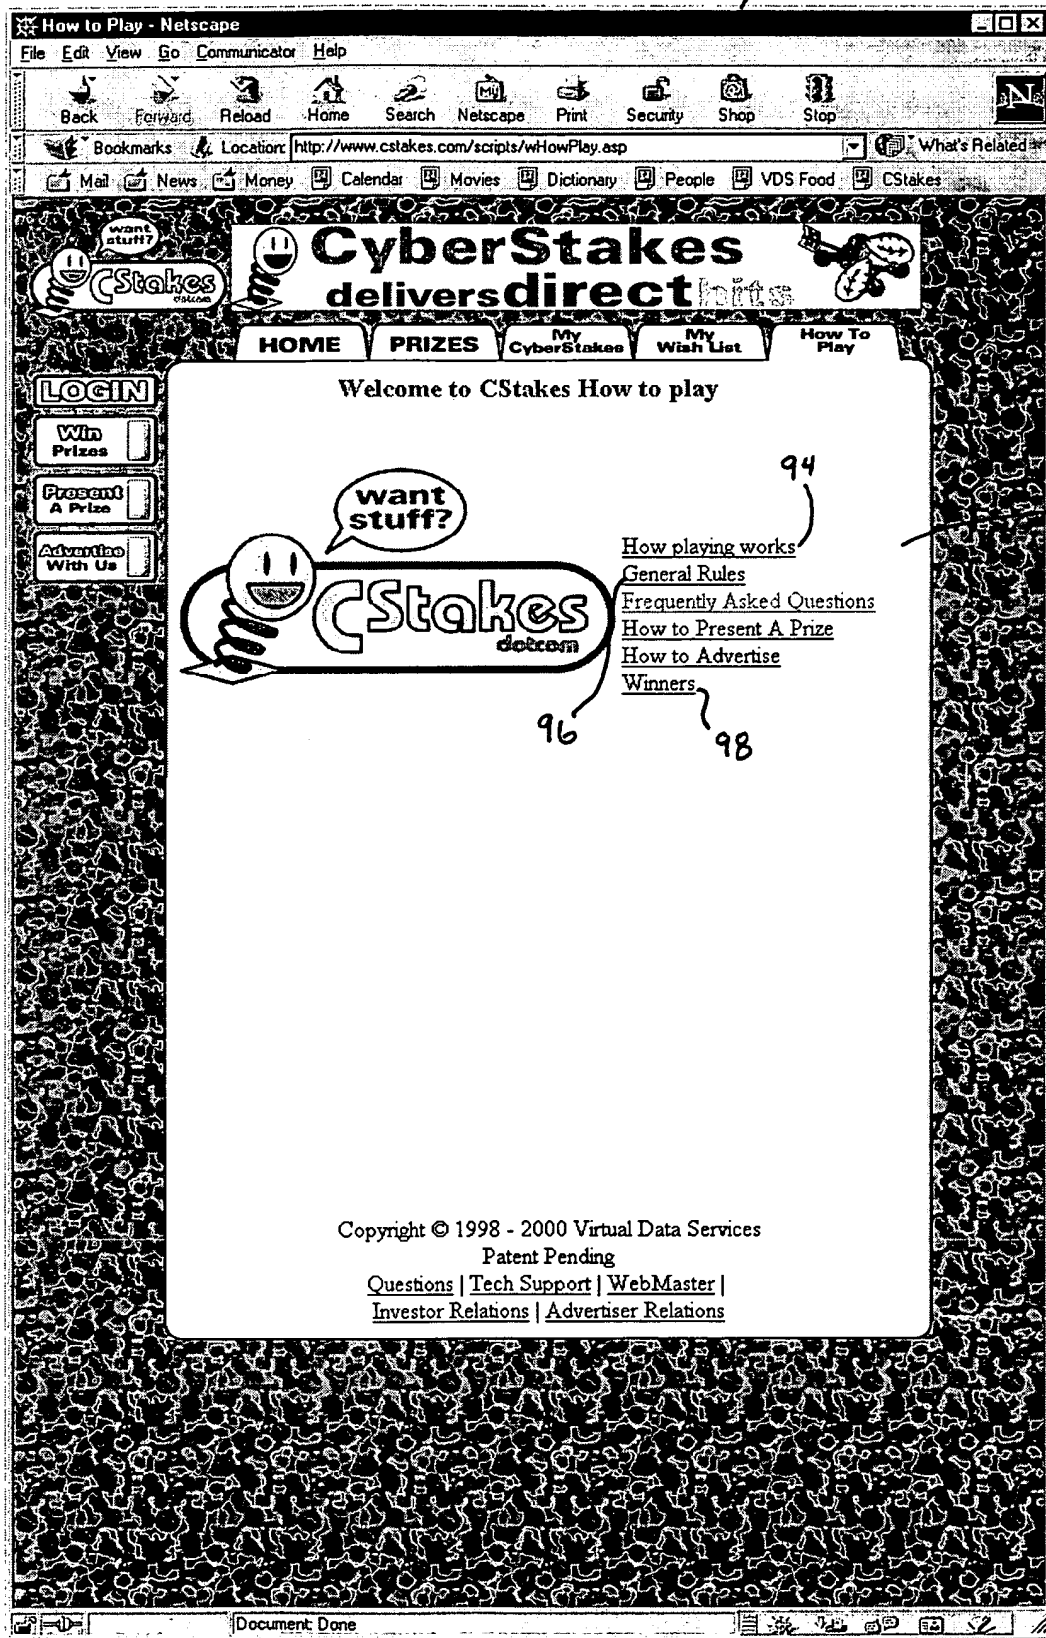 How to Play - Netscape
File Edit View Go Communicator Help
Back Forward Reload Home Search Netscape Print Security Shop Stop
Bookmarks Location: http://www.cstakes.com/scripts/wHowPlay.asp What's Related
Mail News Money Calendar Movies Dictionary People VDS Food CStakes
want stuff?
CStakes
dotcom
CyberStakes
delivers direct hits
HOME PRIZES My CyberStakes My Wish List How To Play
LOGIN
Win Prizes
Present A Prize
Advertise With Us
Welcome to CStakes How to play
94
want
stuff?
CStakes
dotcom
How playing works
General Rules
Frequently Asked Questions
How to Present A Prize
How to Advertise
Winners
96
98
Copyright © 1998 - 2000 Virtual Data Services
Patent Pending
Questions | Tech Support | WebMaster |
Investor Relations | Advertiser Relations
Document: Done